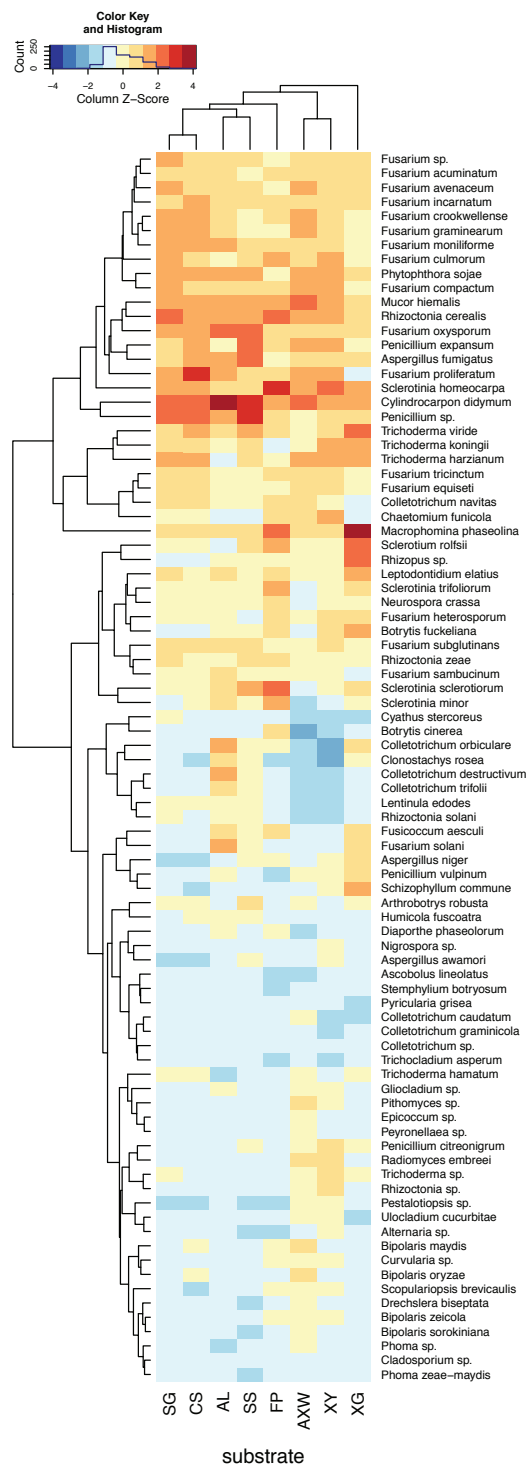 Color Key
and Histogram
Count
0 50
250
−4 −2 0 2 4
Column Z−Score
Fusarium sp.
Fusarium acuminatum
Fusarium avenaceum
Fusarium incarnatum
Fusarium crookwellense
Fusarium graminearum
Fusarium moniliforme
Fusarium culmorum
Phytophthora sojae
Fusarium compactum
Mucor hiemalis
Rhizoctonia cerealis
Fusarium oxysporum
Penicillium expansum
Aspergillus fumigatus
Fusarium proliferatum
Sclerotinia homeocarpa
Cylindrocarpon didymum
Penicillium sp.
Trichoderma viride
Trichoderma koningii
Trichoderma harzianum
Fusarium tricinctum
Fusarium equiseti
Colletotrichum navitas
Chaetomium funicola
Macrophomina phaseolina
Sclerotium rolfsii
Rhizopus sp.
Leptodontidium elatius
Sclerotinia trifoliorum
Neurospora crassa
Fusarium heterosporum
Botrytis fuckeliana
Fusarium subglutinans
Rhizoctonia zeae
Fusarium sambucinum
Sclerotinia sclerotiorum
Sclerotinia minor
Cyathus stercoreus
Botrytis cinerea
Colletotrichum orbiculare
Clonostachys rosea
Colletotrichum destructivum
Colletotrichum trifolii
Lentinula edodes
Rhizoctonia solani
Fusicoccum aesculi
Fusarium solani
Aspergillus niger
Penicillium vulpinum
Schizophyllum commune
Arthrobotrys robusta
Humicola fuscoatra
Diaporthe phaseolorum
Nigrospora sp.
Aspergillus awamori
Ascobolus lineolatus
Stemphylium botryosum
Pyricularia grisea
Colletotrichum caudatum
Colletotrichum graminicola
Colletotrichum sp.
Trichocladium asperum
Trichoderma hamatum
Gliocladium sp.
Pithomyces sp.
Epicoccum sp.
Peyronellaea sp.
Penicillium citreonigrum
Radiomyces embreei
Trichoderma sp.
Rhizoctonia sp.
Pestalotiopsis sp.
Ulocladium cucurbitae
Alternaria sp.
Bipolaris maydis
Curvularia sp.
Bipolaris oryzae
Scopulariopsis brevicaulis
Drechslera biseptata
Bipolaris zeicola
Bipolaris sorokiniana
Phoma sp.
Cladosporium sp.
Phoma zeae−maydis
SG CS AL SS FP AXW XY XG
substrate